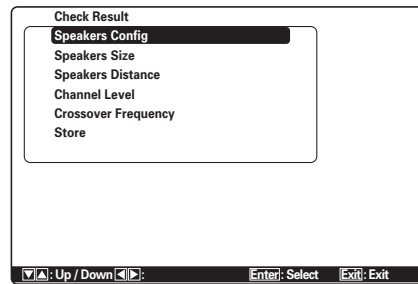 Check Result
Speakers Config
Speakers Size
Speakers Distance
Channel Level
Crossover Frequency
Store
▼▲: Up / Down ◀▶: Enter: Select Exit: Exit